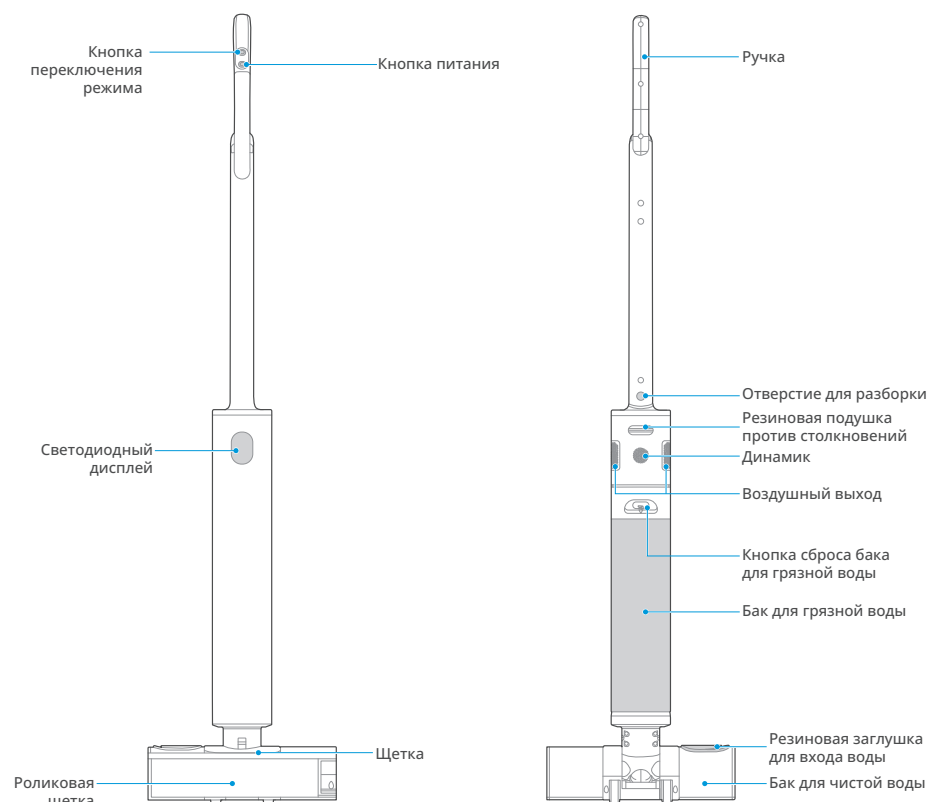 Кнопка
переключения
режима
Кнопка питания
Светодиодный
дисплей
Щетка
Роликовая
щетка
Ручка
Отверстие для разборки
Резиновая подушка
против столкновений
Динамик
Воздушный выход
Кнопка сброса бака
для грязной воды
Бак для грязной воды
Резиновая заглушка
для входа воды
Бак для чистой воды